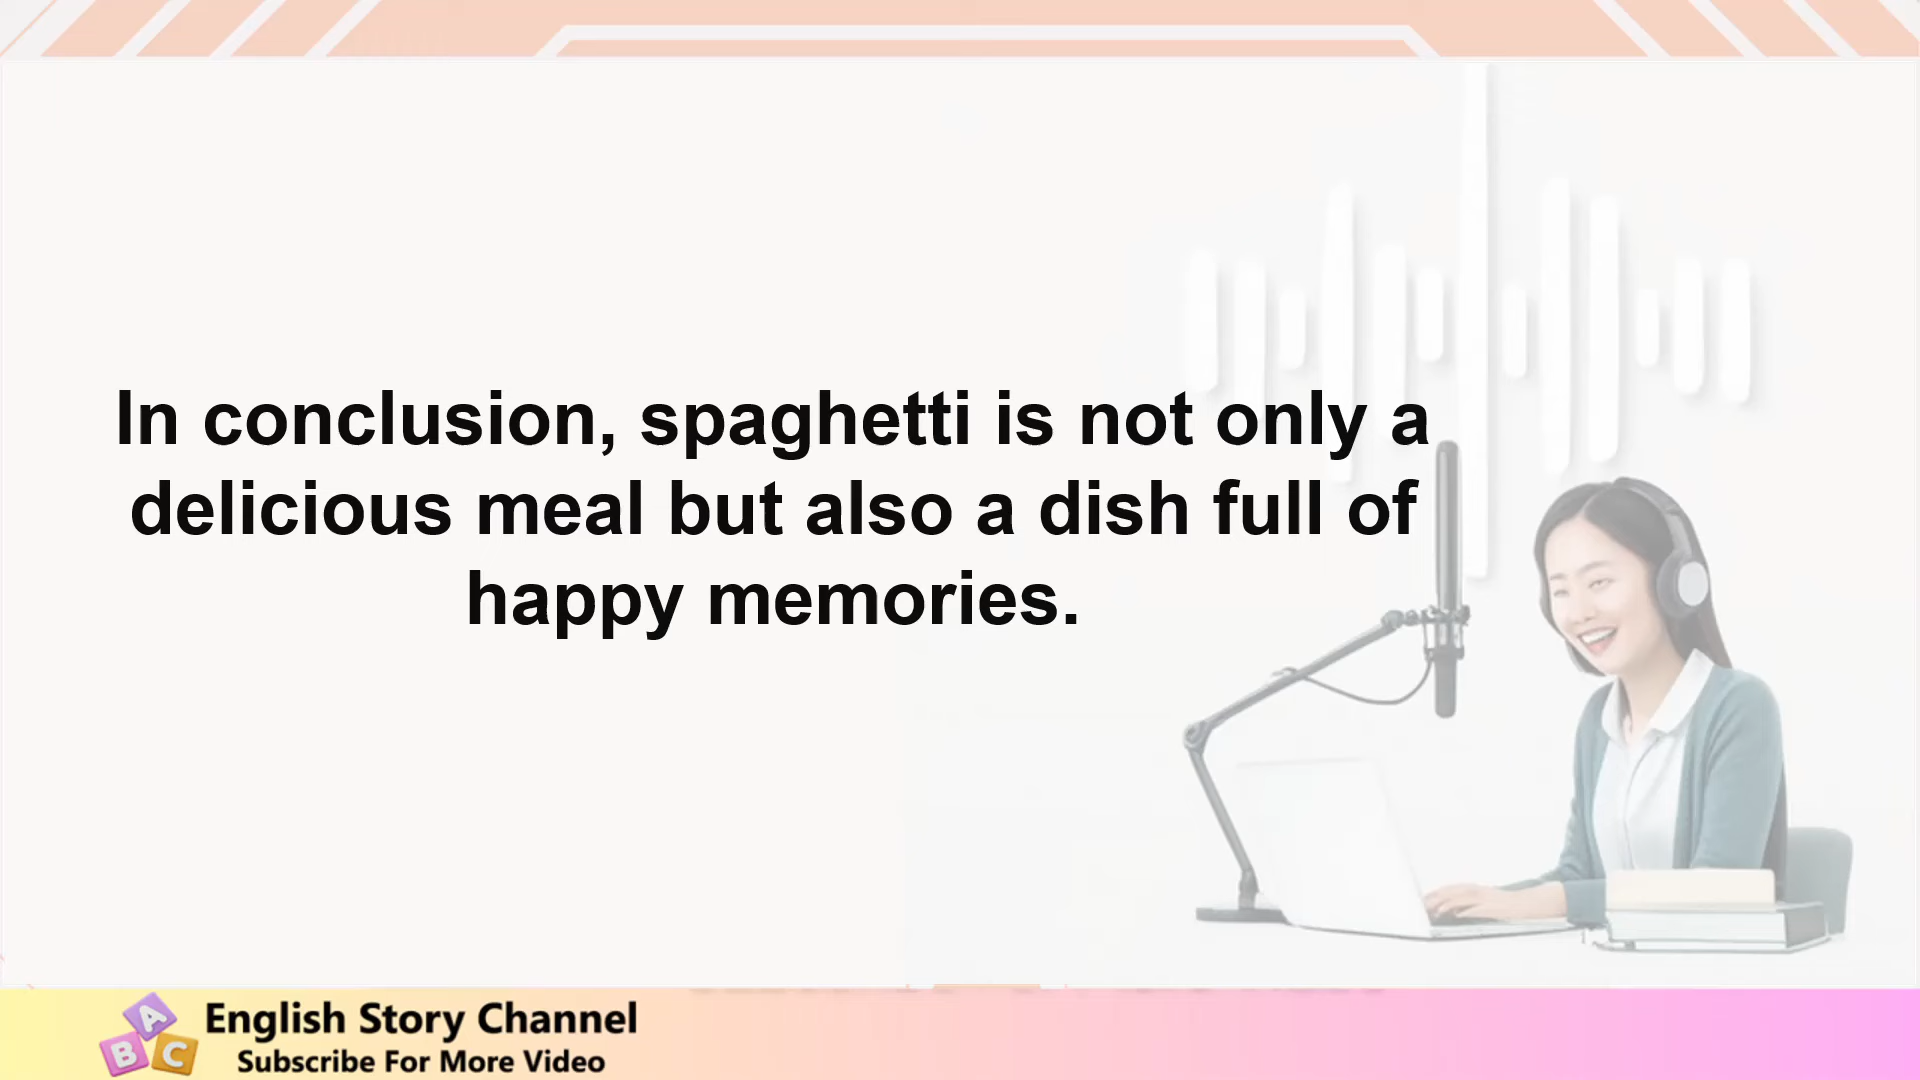 In conclusion, spaghetti is not only a
delicious meal but also a dish full of
happy memories.
A
B
C
English Story Channel
Subscribe For More Video